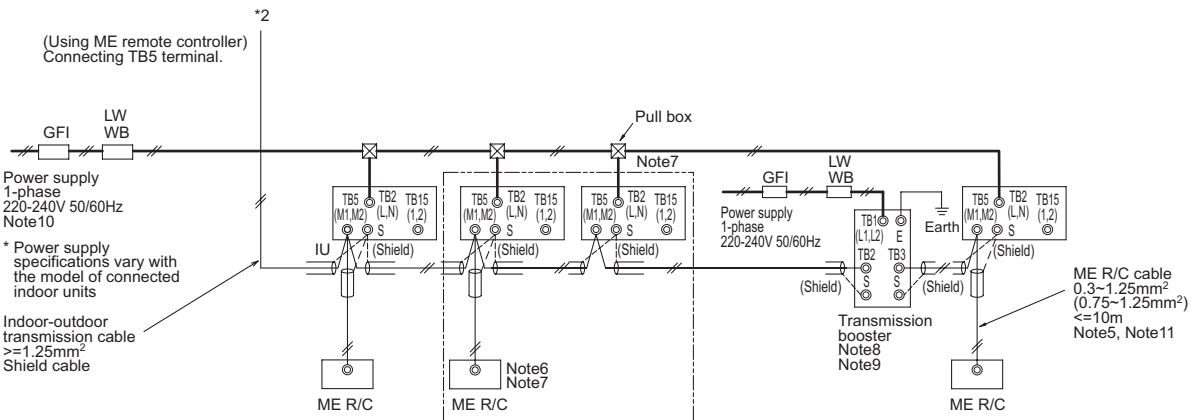 *2
(Using ME remote controller)
Connecting TB5 terminal.
GFI
LW
WB
Pull box
Note7
Power supply
1-phase
220-240V 50/60Hz
Note10
* Power supply
specifications vary with
the model of connected
indoor units
Indoor-outdoor
transmission cable
>=1.25mm²
Shield cable
TB5
(M1,M2)
TB2
(L,N)
TB15
(1,2)
S
IU
(Shield)
ME R/C
TB5
(M1,M2)
TB2
(L,N)
TB15
(1,2)
S
(Shield)
ME R/C
Note6
Note7
TB5
(M1,M2)
TB2
(L,N)
TB15
(1,2)
S
(Shield)
GFI
LW
WB
Power supply
1-phase
220-240V 50/60Hz
TB1
(L1,L2)
E
Earth
TB2
TB3
S
S
(Shield)
(Shield)
Transmission
booster
Note8
Note9
TB5
(M1,M2)
TB2
(L,N)
TB15
(1,2)
S
ME R/C
ME R/C cable
0.3~1.25mm²
(0.75~1.25mm²)
<=10m
Note5, Note11